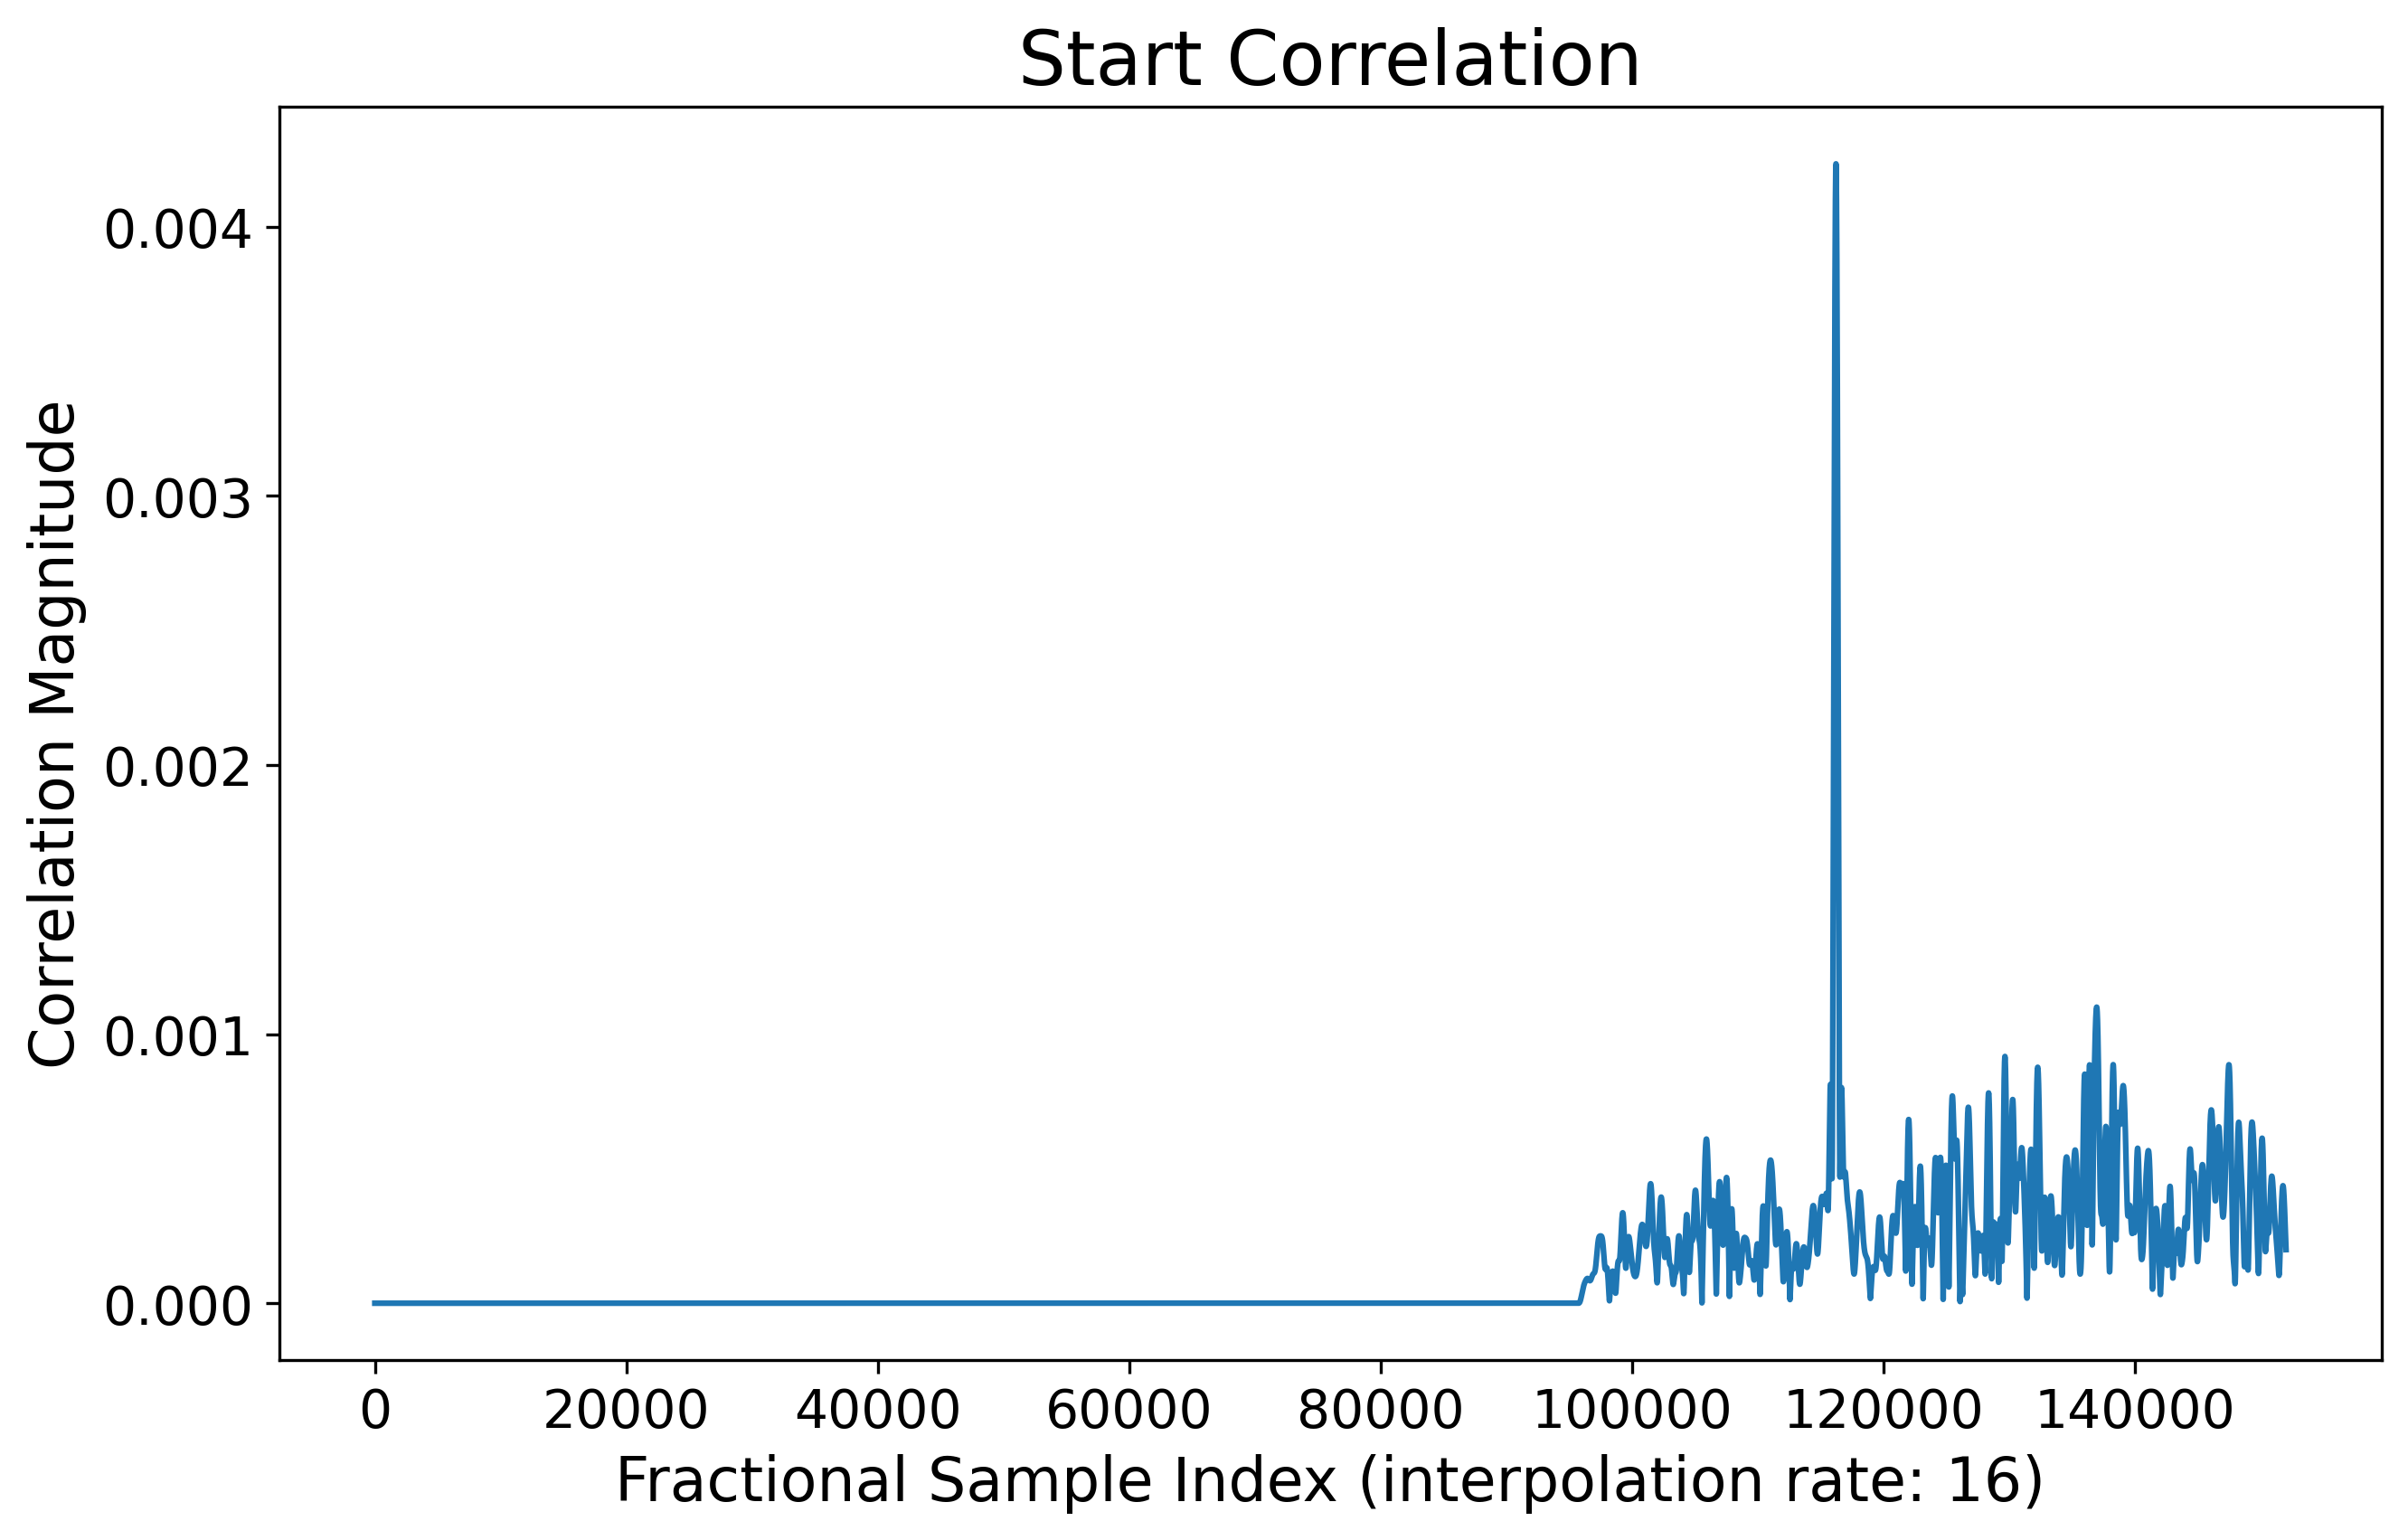 Start Correlation
Correlation Magnitude
0.004
0.003
0.002
0.001
0.000
0 20000 40000 60000 80000 100000 120000 140000
Fractional Sample Index (interpolation rate: 16)